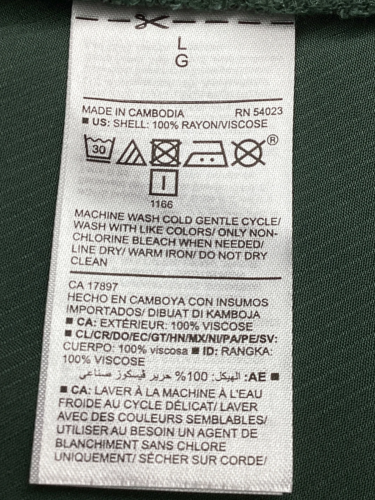 L
G
MADE IN CAMBODIA RN 54023
■ US: SHELL: 100% RAYON/VISCOSE
30
®
I
1166
MACHINE WASH COLD GENTLE CYCLE/
WASH WITH LIKE COLORS/ ONLY NON-
CHLORINE BLEACH WHEN NEEDED/
LINE DRY/ WARM IRON/ DO NOT DRY
CLEAN
CA 17897
HECHO EN CAMBOYA CON INSUMOS
IMPORTADOS/ DIBUAT DI KAMBOJA
■ CA: EXTÉRIEUR: 100% VISCOSE
■ CL/CR/DO/EC/GT/HN/MX/NI/PA/PE/SV:
CUERPO: 100% viscosa ■ ID: RANGKA:
100% VISCOSE
■ AE: الهيكل: 100% حرير فيسكوز صناعي
■ CA: LAVER À LA MACHINE À L'EAU
FROIDE AU CYCLE DÉLICAT/ LAVER
AVEC DES COULEURS SEMBLABLES/
UTILISER AU BESOIN UN AGENT DE
BLANCHIMENT SANS CHLORE
UNIQUEMENT/ SÉCHER SUR CORDE/